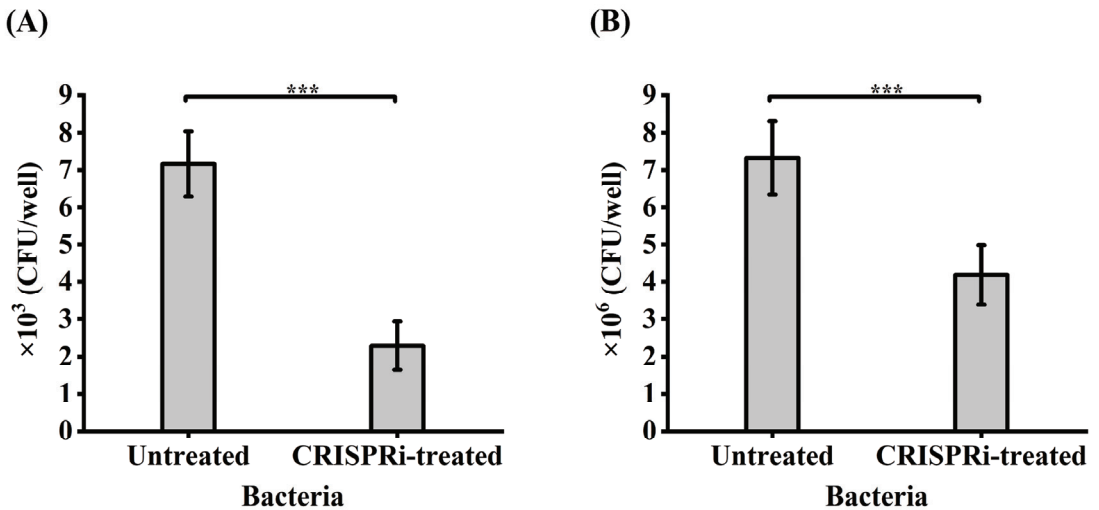 (A)
***
×10³ (CFU/well)
9
8
7
6
5
4
3
2
1
0
Untreated CRISPRi-treated
Bacteria
(B)
***
×10⁶ (CFU/well)
9
8
7
6
5
4
3
2
1
0
Untreated CRISPRi-treated
Bacteria